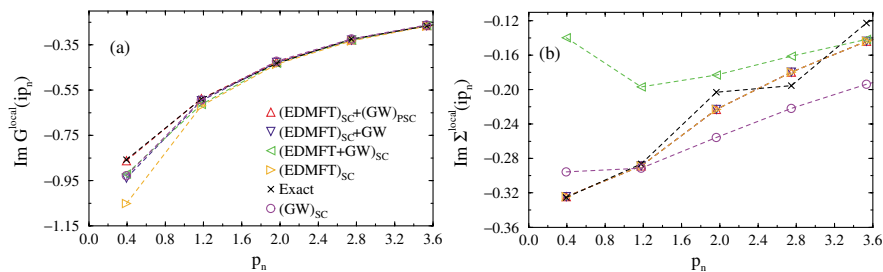 (a)
Im G^local(ip_n)
-0.35
-0.55
-0.75
-0.95
-1.15
0.0 0.4 0.8 1.2 1.6 2.0 2.4 2.8 3.2 3.6
p_n
(EDMFT)_SC+(GW)_PSC
(EDMFT)_SC+GW
(EDMFT+GW)_SC
(EDMFT)_SC
Exact
(GW)_SC
(b)
Im Σ^local(ip_n)
-0.12
-0.16
-0.20
-0.24
-0.28
-0.32
-0.36
0.0 0.4 0.8 1.2 1.6 2.0 2.4 2.8 3.2 3.6
p_n